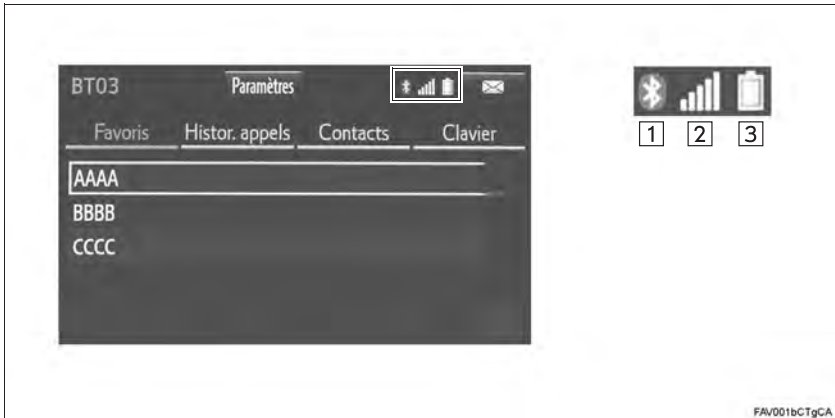 BT03 Paramètres
Favoris Histor. appels Contacts Clavier
AAAA
BBBB
CCCC
1 2 3
FAV001bCTgCA